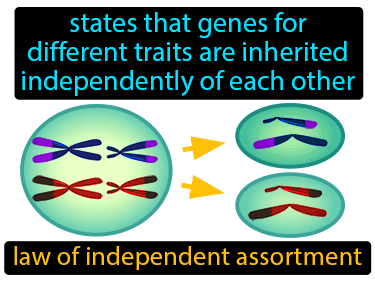 states that genes for
different traits are inherited
independently of each other
law of independent assortment